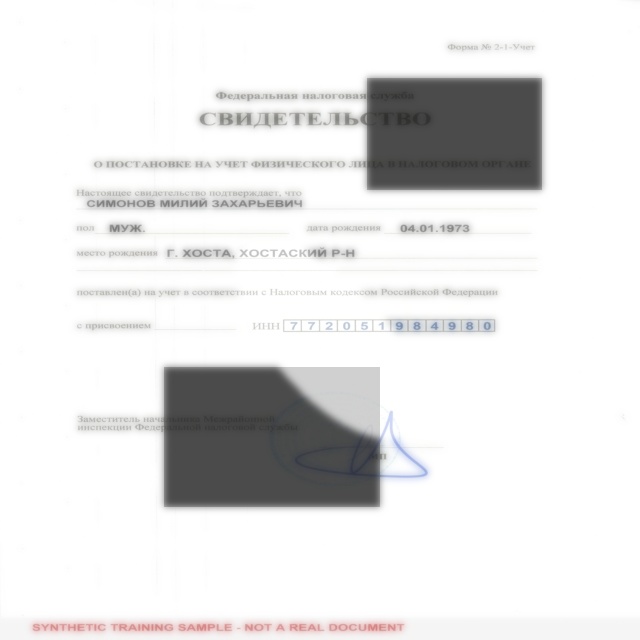 Форма № 2-1-Учет
Федеральная налоговая служба
СВИДЕТЕЛЬСТВО
О ПОСТАНОВКЕ НА УЧЕТ ФИЗИЧЕСКОГО ЛИЦА В НАЛОГОВОМ ОРГАНЕ
Настоящее свидетельство подтверждает, что
СИМОНОВ МИЛИЙ ЗАХАРЬЕВИЧ
пол МУЖ. дата рождения 04.01.1973
место рождения Г. ХОСТА, ХОСТАСКИЙ Р-Н
поставлен(а) на учет в соответствии с Налоговым кодексом Российской Федерации
с присвоением ИНН 772051984980
Заместитель начальника Межрайонной
инспекции Федеральной налоговой службы
МП
SYNTHETIC TRAINING SAMPLE - NOT A REAL DOCUMENT